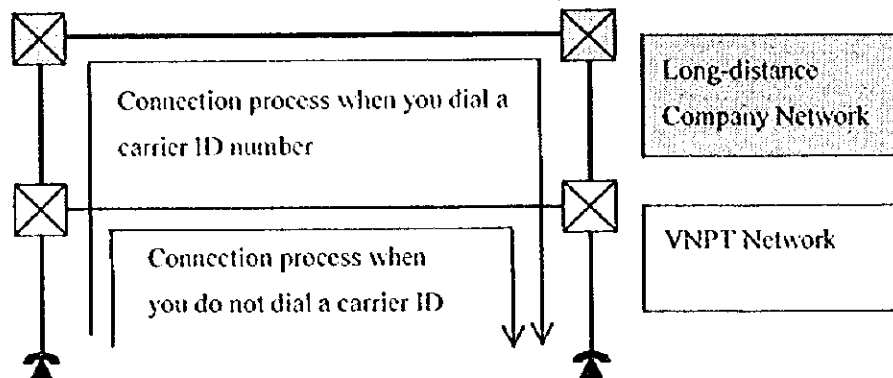 Connection process when you dial a
carrier ID number
Long-distance
Company Network
Connection process when
you do not dial a carrier ID
VNPT Network